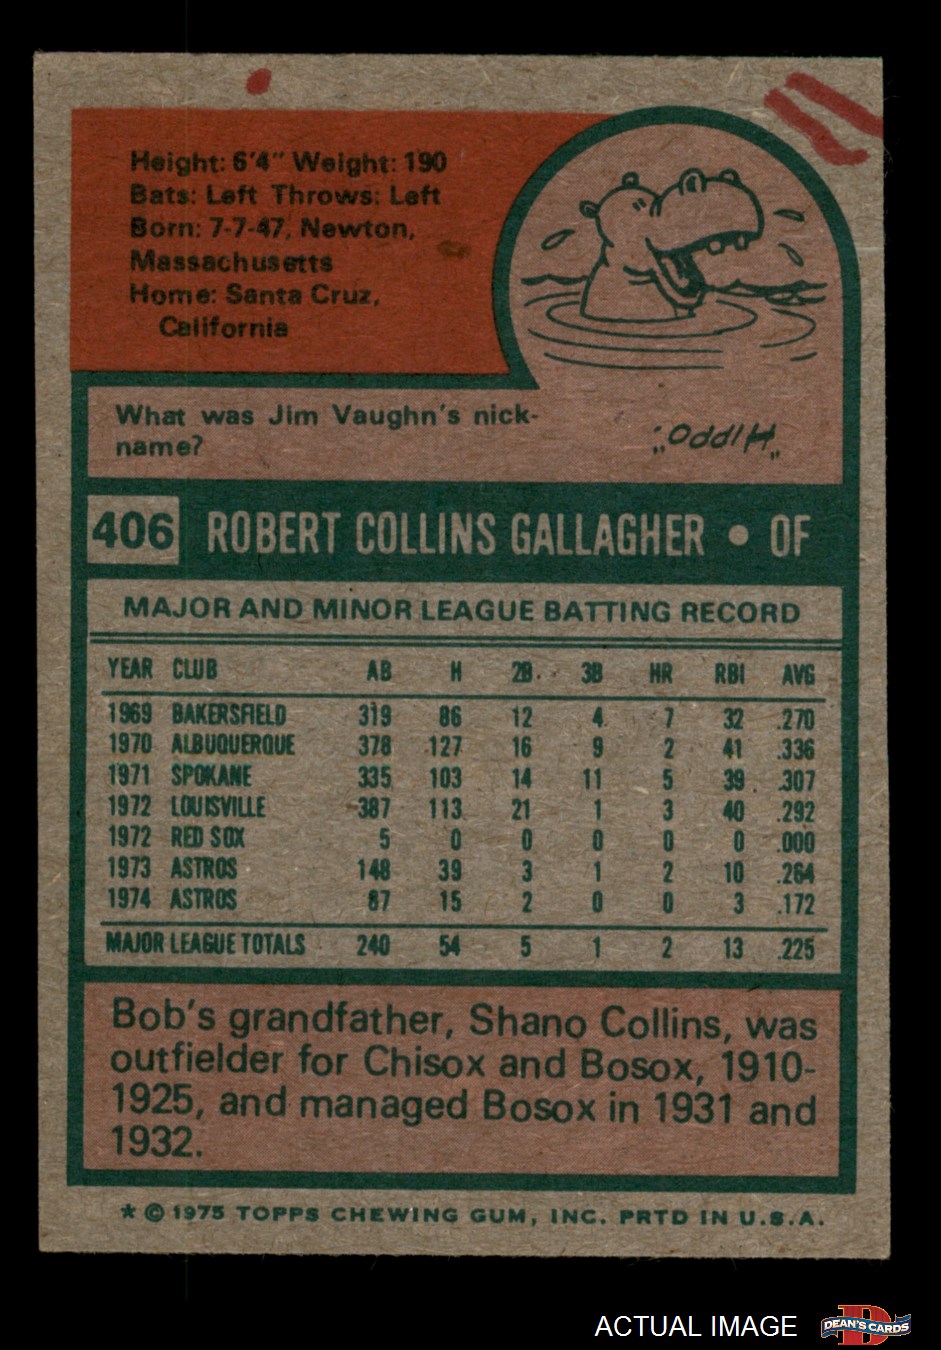 Height: 6'4" Weight: 190
Bats: Left Throws: Left
Born: 7-7-47, Newton,
Massachusetts
Home: Santa Cruz,
California
What was Jim Vaughn's nick-
name?
"Hippo"
406 ROBERT COLLINS GALLAGHER • OF
MAJOR AND MINOR LEAGUE BATTING RECORD
YEAR CLUB AB H 2B 3B HR RBI AVG
1969 BAKERSFIELD 319 86 12 4 7 32 .270
1970 ALBUQUERQUE 378 127 16 9 2 41 .336
1971 SPOKANE 335 103 14 11 5 39 .307
1972 LOUISVILLE 387 113 21 1 3 40 .292
1972 RED SOX 5 0 0 0 0 0 .000
1973 ASTROS 148 39 3 1 2 10 .264
1974 ASTROS 87 15 2 0 0 3 .172
MAJOR LEAGUE TOTALS 240 54 5 1 2 13 .225
Bob's grandfather, Shano Collins, was
outfielder for Chisox and Bosox, 1910-
1925, and managed Bosox in 1931 and
1932.
* © 1975 TOPPS CHEWING GUM, INC. PRTD IN U.S.A.
ACTUAL IMAGE
D
DEAN'S CARDS